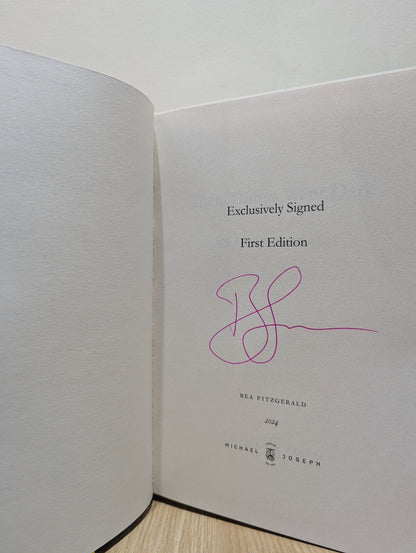 Exclusively Signed
First Edition
BEA FITZGERALD
2024
MICHAEL JOSEPH